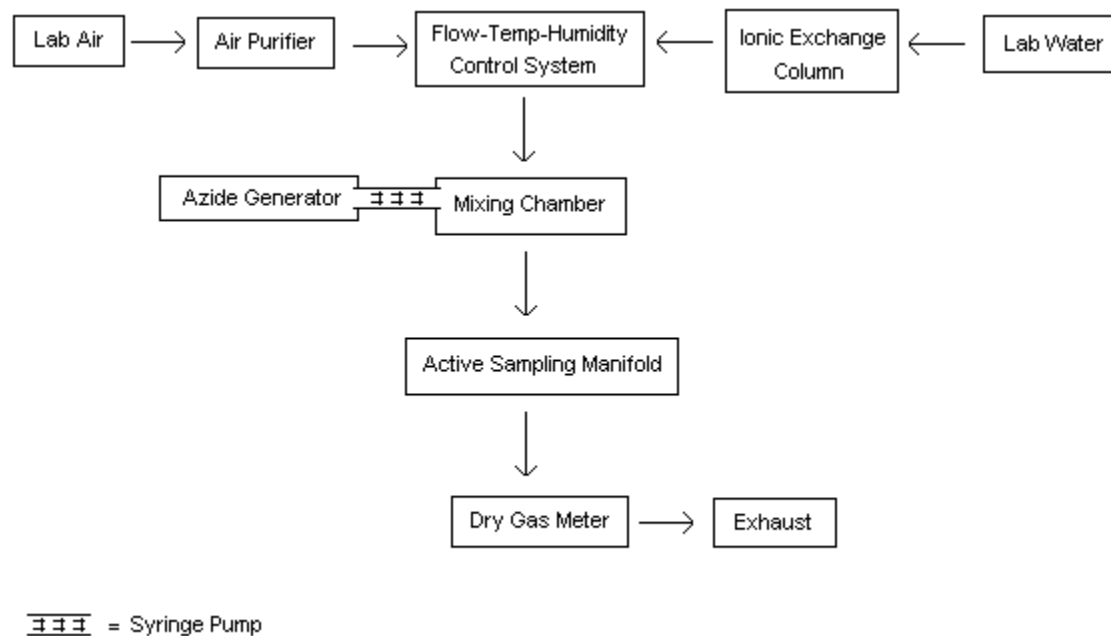 Lab Air
Air Purifier
Flow-Temp-Humidity
Control System
Ionic Exchange
Column
Lab Water
Azide Generator
Mixing Chamber
Active Sampling Manifold
Dry Gas Meter
Exhaust
= Syringe Pump